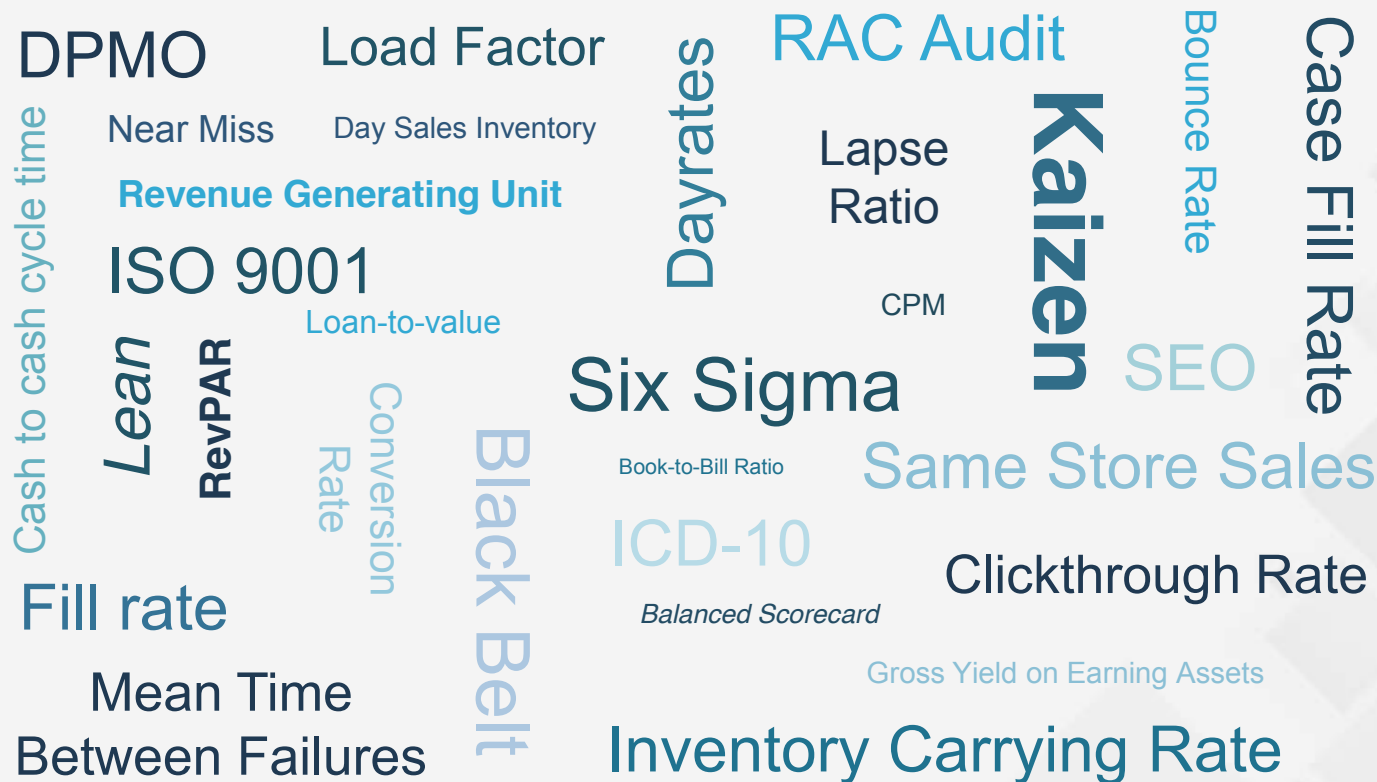 DPMO
Load Factor
RAC Audit
Dayrates
Bounce Rate
Case Fill Rate
Near Miss
Day Sales Inventory
Cash to cash cycle time
Kaizen
Lapse
Ratio
Revenue Generating Unit
ISO 9001
CPM
Loan-to-value
Lean
RevPAR
Six Sigma
SEO
Conversion
Rate
Black Belt
Book-to-Bill Ratio
Same Store Sales
ICD-10
Clickthrough Rate
Fill rate
Balanced Scorecard
Gross Yield on Earning Assets
Mean Time
Between Failures
Inventory Carrying Rate